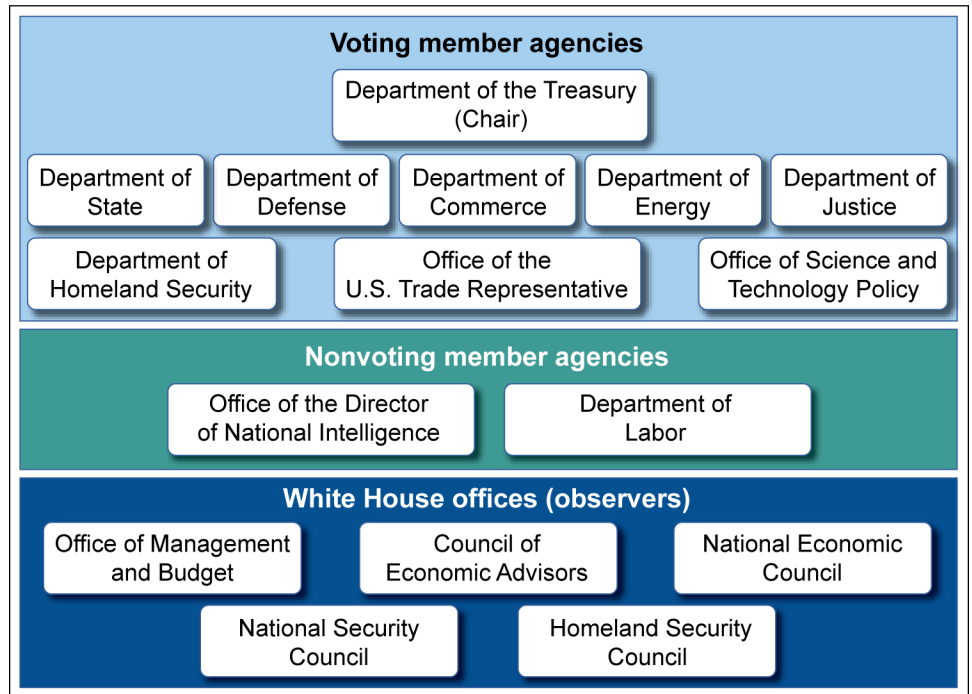 Voting member agencies
Department of the Treasury
(Chair)
Department of
State
Department of
Defense
Department of
Commerce
Department of
Energy
Department of
Justice
Department of
Homeland Security
Office of the
U.S. Trade Representative
Office of Science and
Technology Policy
Nonvoting member agencies
Office of the Director
of National Intelligence
Department of
Labor
White House offices (observers)
Office of Management
and Budget
Council of
Economic Advisors
National Economic
Council
National Security
Council
Homeland Security
Council